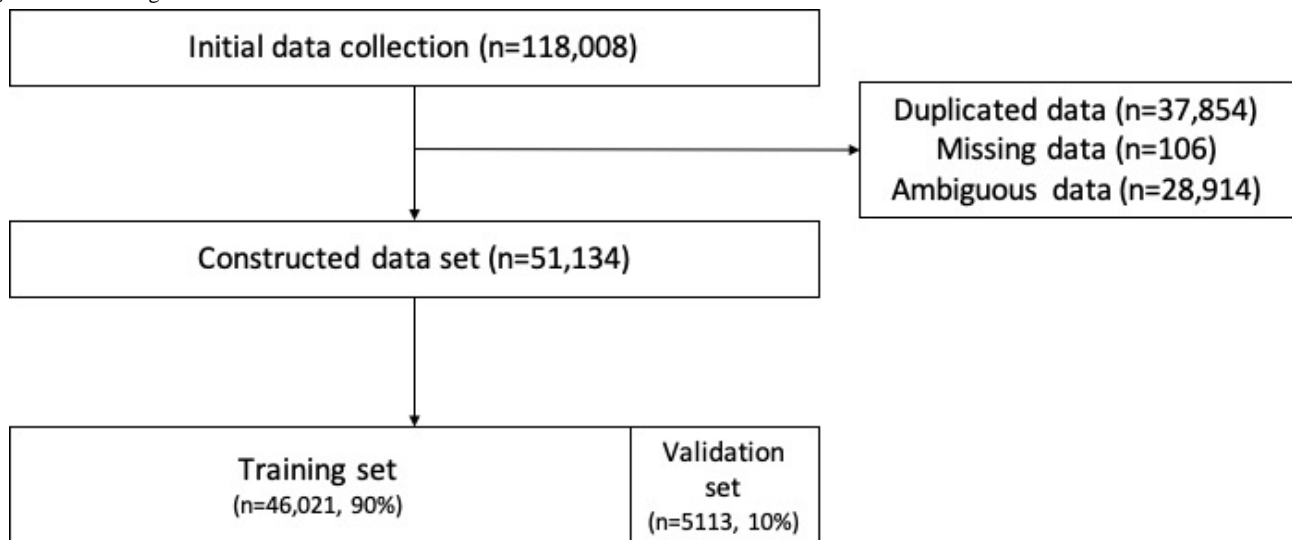 Initial data collection (n=118,008)
Duplicated data (n=37,854)
Missing data (n=106)
Ambiguous data (n=28,914)
Constructed data set (n=51,134)
Training set
(n=46,021, 90%)
Validation
set
(n=5113, 10%)